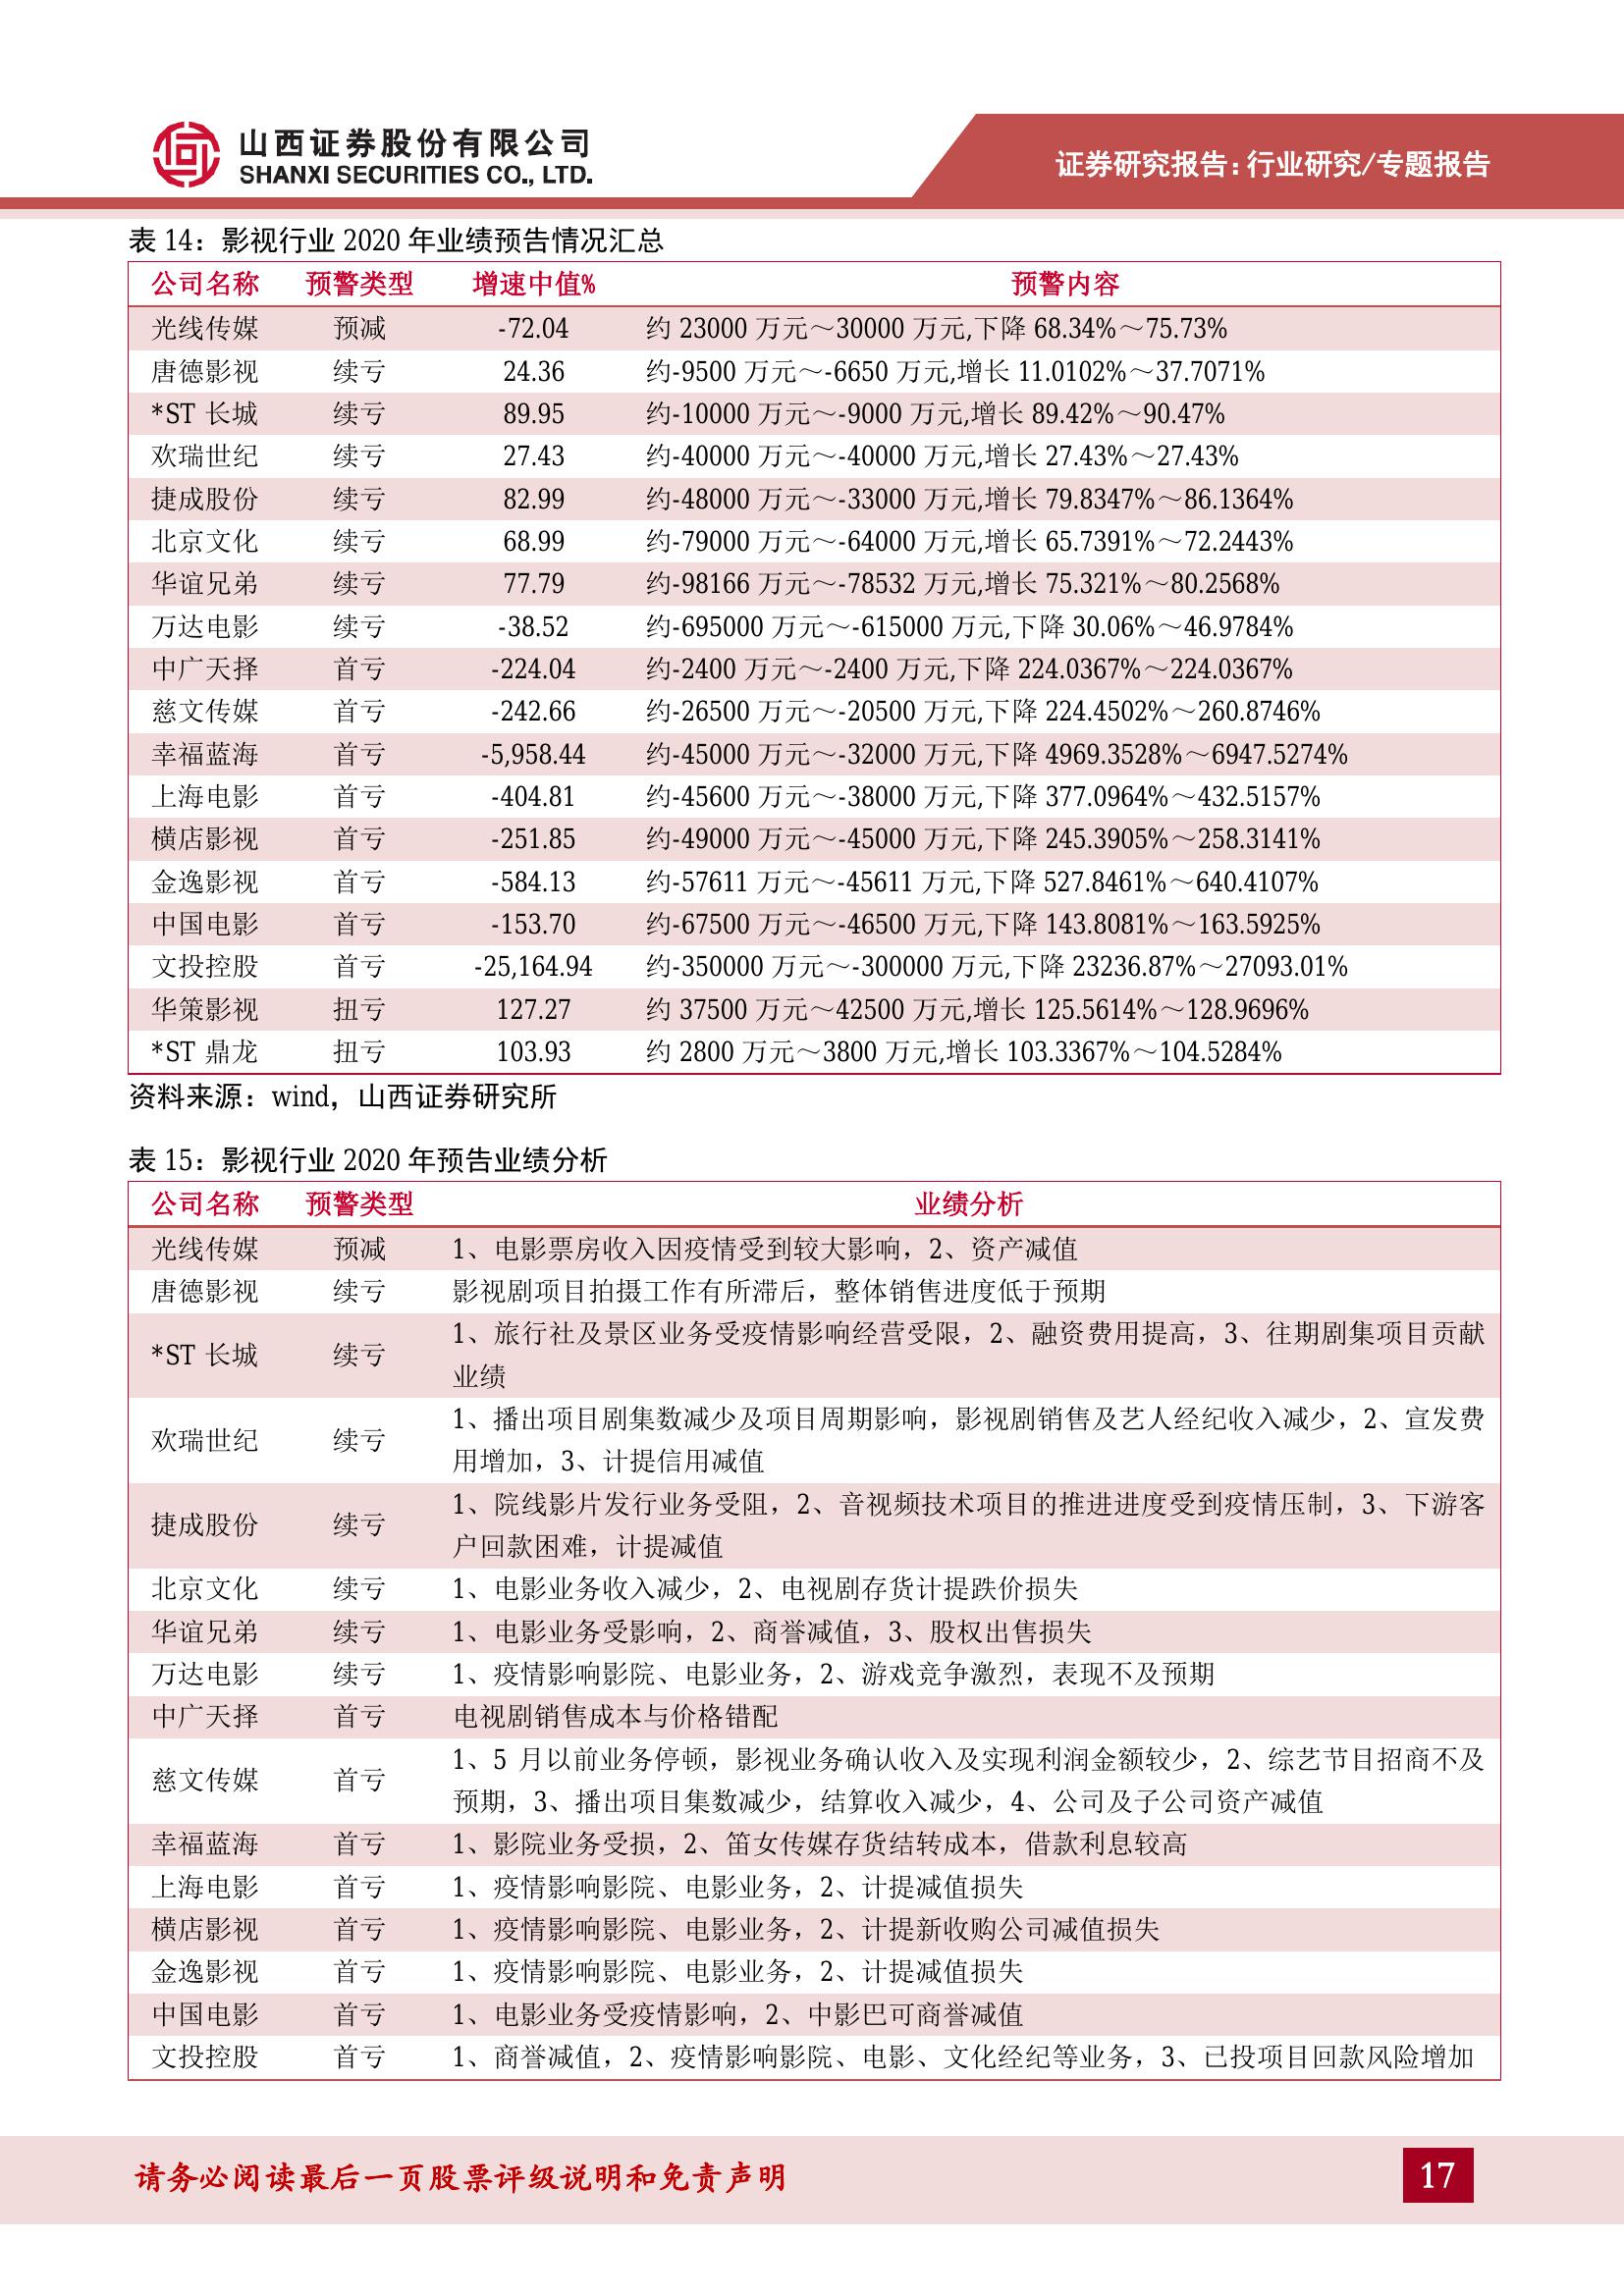 山西证券股份有限公司
SHANXI SECURITIES CO., LTD.
证券研究报告:行业研究/专题报告
表 14：影视行业 2020 年业绩预告情况汇总
公司名称 预警类型 增速中值% 预警内容
光线传媒 预减 -72.04 约 23000 万元～30000 万元,下降 68.34%～75.73%
唐德影视 续亏 24.36 约-9500 万元～-6650 万元,增长 11.0102%～37.7071%
*ST 长城 续亏 89.95 约-10000 万元～-9000 万元,增长 89.42%～90.47%
欢瑞世纪 续亏 27.43 约-40000 万元～-40000 万元,增长 27.43%～27.43%
捷成股份 续亏 82.99 约-48000 万元～-33000 万元,增长 79.8347%～86.1364%
北京文化 续亏 68.99 约-79000 万元～-64000 万元,增长 65.7391%～72.2443%
华谊兄弟 续亏 77.79 约-98166 万元～-78532 万元,增长 75.321%～80.2568%
万达电影 续亏 -38.52 约-695000 万元～-615000 万元,下降 30.06%～46.9784%
中广天择 首亏 -224.04 约-2400 万元～-2400 万元,下降 224.0367%～224.0367%
慈文传媒 首亏 -242.66 约-26500 万元～-20500 万元,下降 224.4502%～260.8746%
幸福蓝海 首亏 -5,958.44 约-45000 万元～-32000 万元,下降 4969.3528%～6947.5274%
上海电影 首亏 -404.81 约-45600 万元～-38000 万元,下降 377.0964%～432.5157%
横店影视 首亏 -251.85 约-49000 万元～-45000 万元,下降 245.3905%～258.3141%
金逸影视 首亏 -584.13 约-57611 万元～-45611 万元,下降 527.8461%～640.4107%
中国电影 首亏 -153.70 约-67500 万元～-46500 万元,下降 143.8081%～163.5925%
文投控股 首亏 -25,164.94 约-350000 万元～-300000 万元,下降 23236.87%～27093.01%
华策影视 扭亏 127.27 约 37500 万元～42500 万元,增长 125.5614%～128.9696%
*ST 鼎龙 扭亏 103.93 约 2800 万元～3800 万元,增长 103.3367%～104.5284%
资料来源：wind，山西证券研究所
表 15：影视行业 2020 年预告业绩分析
公司名称 预警类型 业绩分析
光线传媒 预减 1、电影票房收入因疫情受到较大影响，2、资产减值
唐德影视 续亏 影视剧项目拍摄工作有所滞后，整体销售进度低于预期
*ST 长城 续亏 1、旅行社及景区业务受疫情影响经营受限，2、融资费用提高，3、往期剧集项目贡献
业绩
欢瑞世纪 续亏 1、播出项目剧集数减少及项目周期影响，影视剧销售及艺人经纪收入减少，2、宣发费
用增加，3、计提信用减值
捷成股份 续亏 1、院线影片发行业务受阻，2、音视频技术项目的推进进度受到疫情压制，3、下游客
户回款困难，计提减值
北京文化 续亏 1、电影业务收入减少，2、电视剧存货计提跌价损失
华谊兄弟 续亏 1、电影业务受影响，2、商誉减值，3、股权出售损失
万达电影 续亏 1、疫情影响影院、电影业务，2、游戏竞争激烈，表现不及预期
中广天择 首亏 电视剧销售成本与价格错配
慈文传媒 首亏 1、5 月以前业务停顿，影视业务确认收入及实现利润金额较少，2、综艺节目招商不及
预期，3、播出项目集数减少，结算收入减少，4、公司及子公司资产减值
幸福蓝海 首亏 1、影院业务受损，2、笛女传媒存货结转成本，借款利息较高
上海电影 首亏 1、疫情影响影院、电影业务，2、计提减值损失
横店影视 首亏 1、疫情影响影院、电影业务，2、计提新收购公司减值损失
金逸影视 首亏 1、疫情影响影院、电影业务，2、计提减值损失
中国电影 首亏 1、电影业务受疫情影响，2、中影巴可商誉减值
文投控股 首亏 1、商誉减值，2、疫情影响影院、电影、文化经纪等业务，3、已投项目回款风险增加
请务必阅读最后一页股票评级说明和免责声明
17